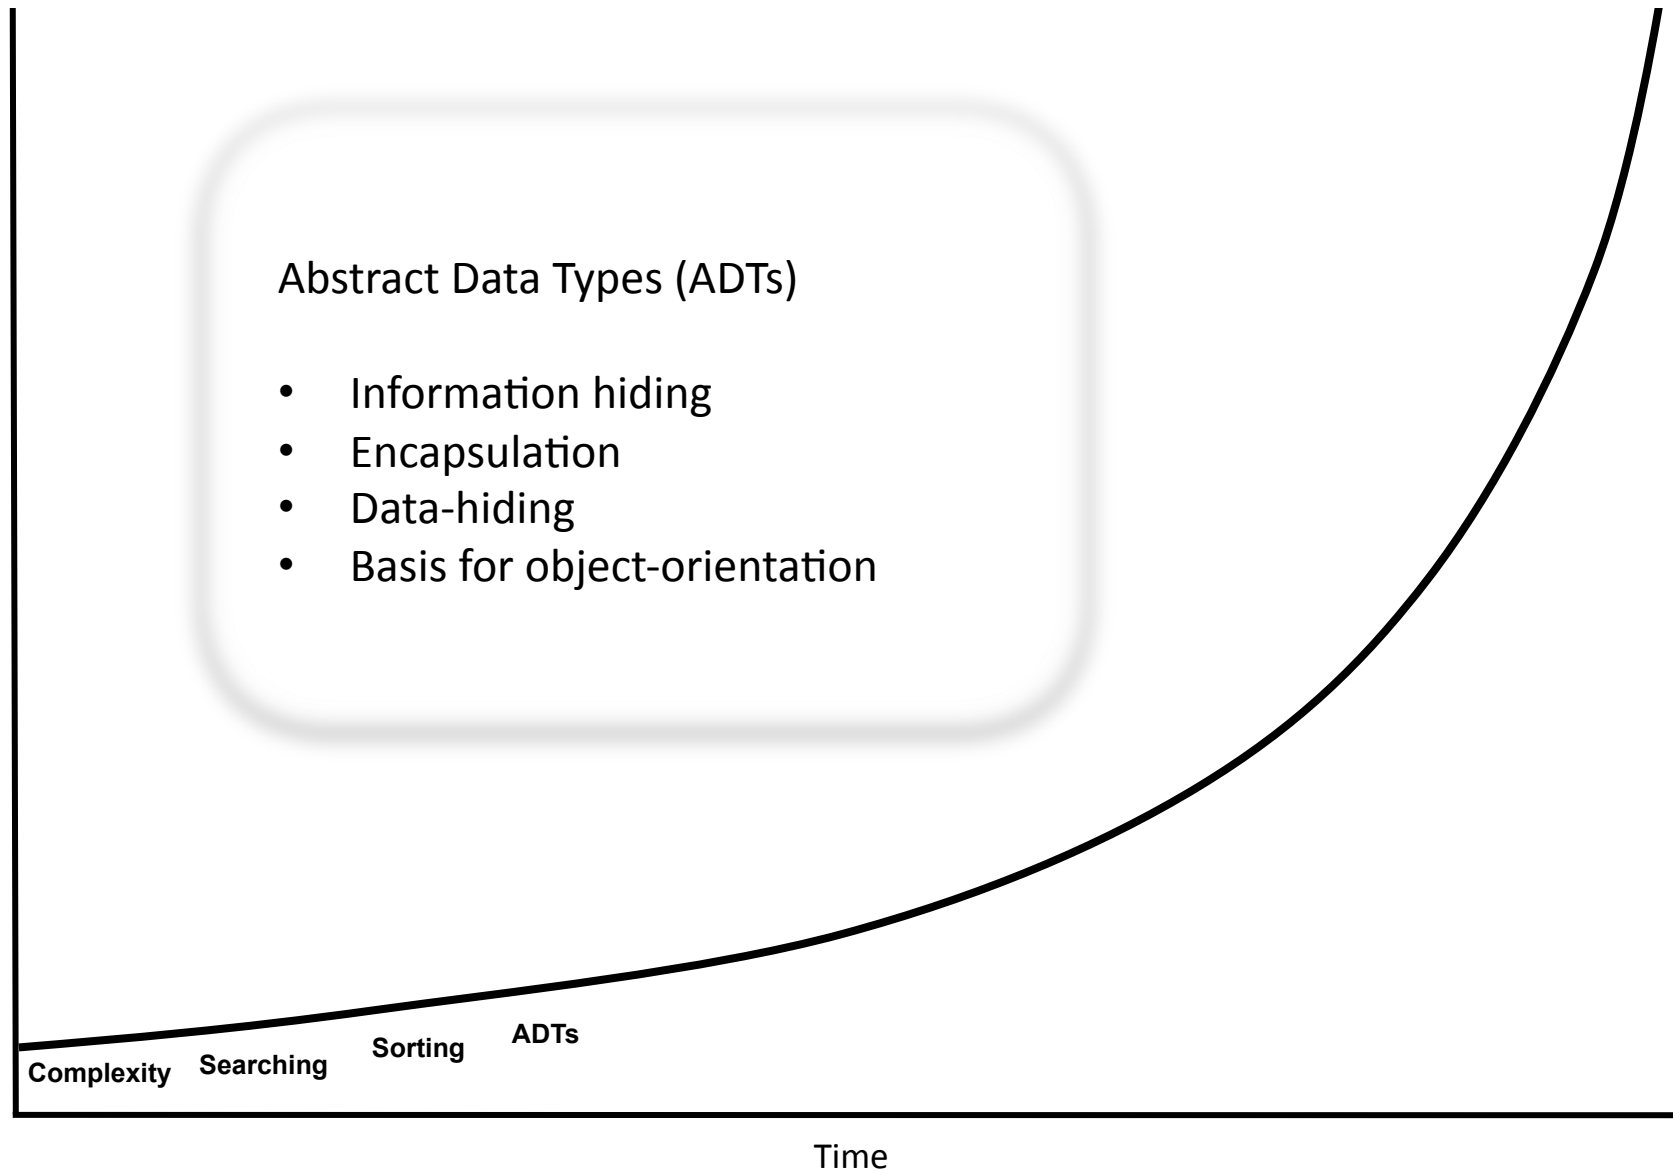 Abstract Data Types (ADTs)
• Information hiding
• Encapsulation
• Data-hiding
• Basis for object-orientation
Complexity
Searching
Sorting
ADTs
Time